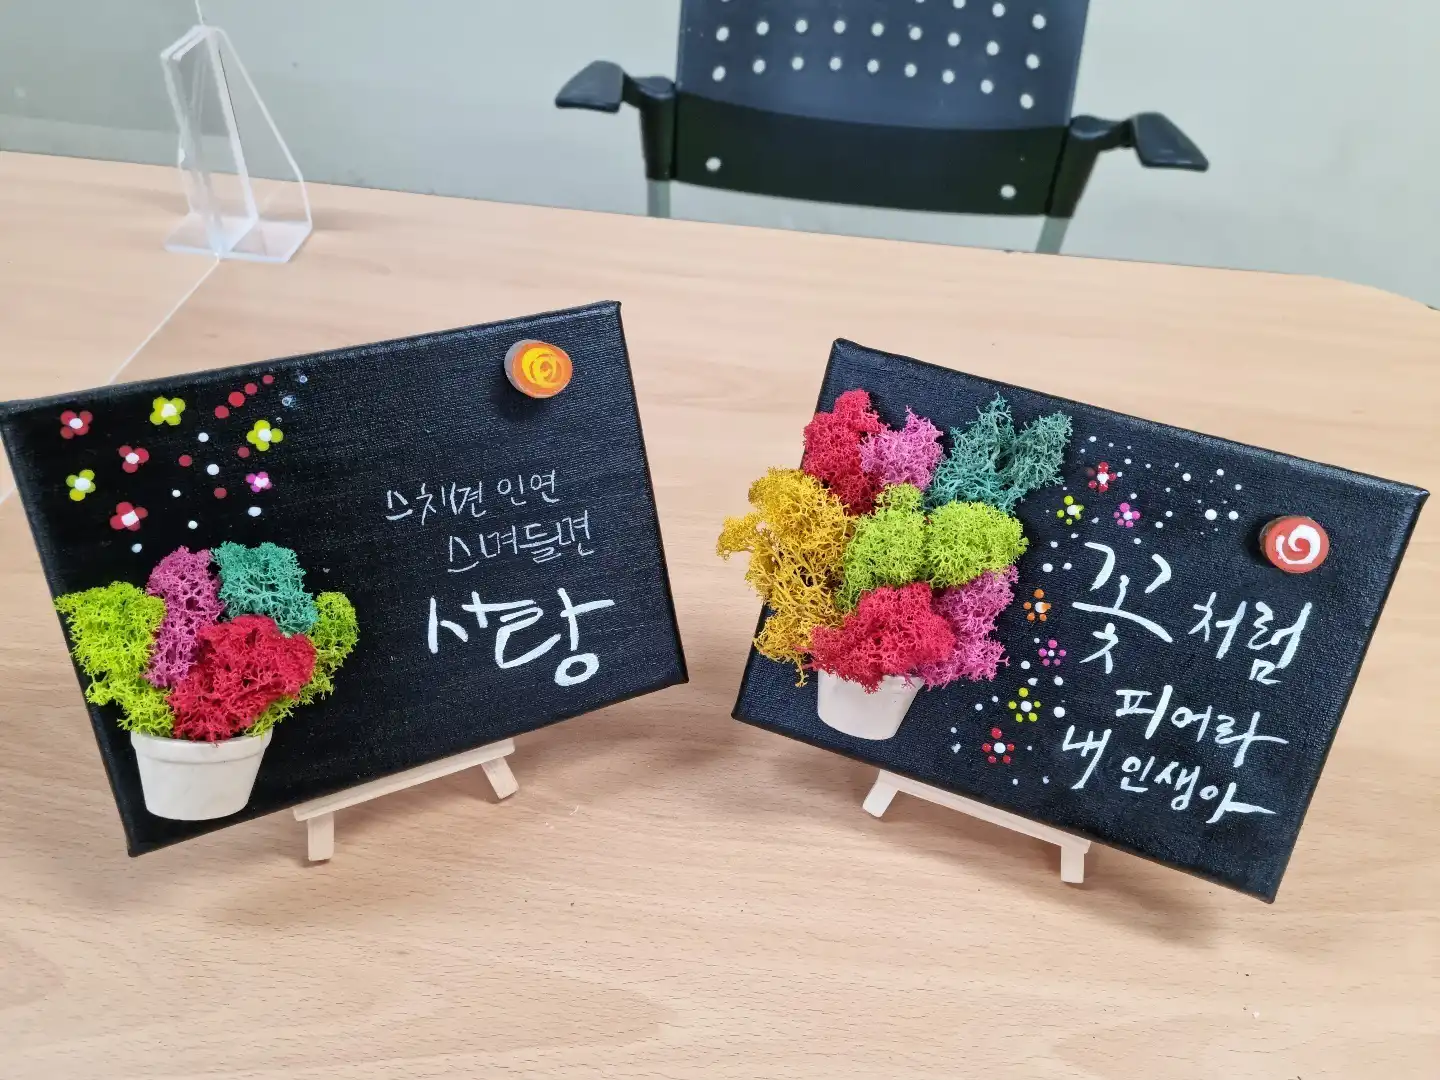 스치면 인연
스며들면
사랑
꽃처럼
피어라
내 인생아